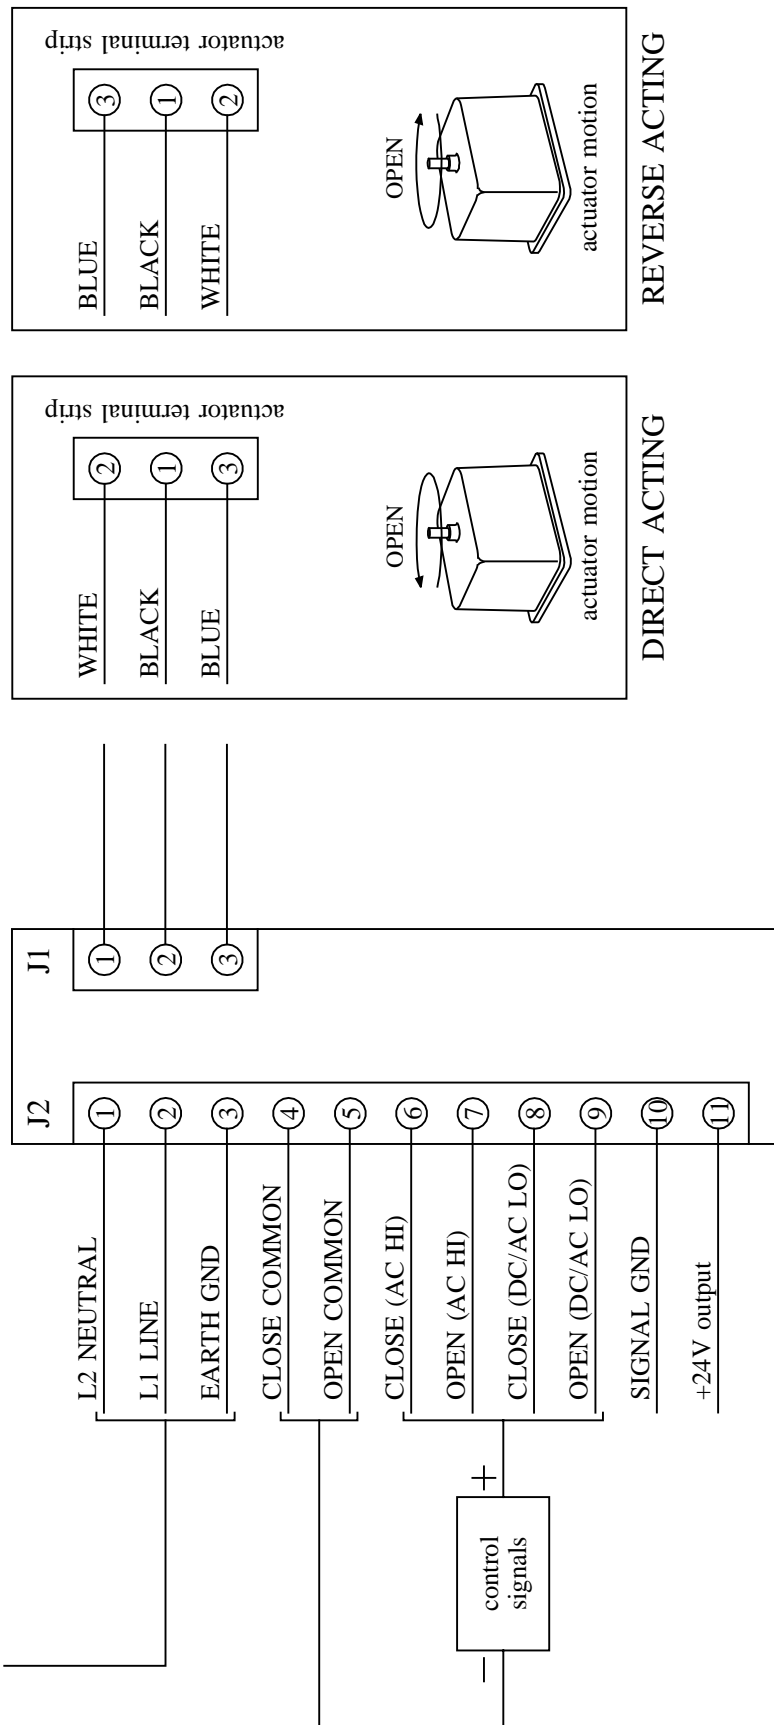 J2
1
2
3
4
5
6
7
8
9
10
11
L2 NEUTRAL
L1 LINE
EARTH GND
CLOSE COMMON
OPEN COMMON
CLOSE (AC HI)
OPEN (AC HI)
CLOSE (DC/AC LO)
OPEN (DC/AC LO)
SIGNAL GND
+24V output
−
control
signals
+
J1
1
2
3
WHITE
BLACK
BLUE
2
1
3
actuator terminal strip
OPEN
actuator motion
DIRECT ACTING
BLUE
BLACK
WHITE
3
1
2
actuator terminal strip
OPEN
actuator motion
REVERSE ACTING